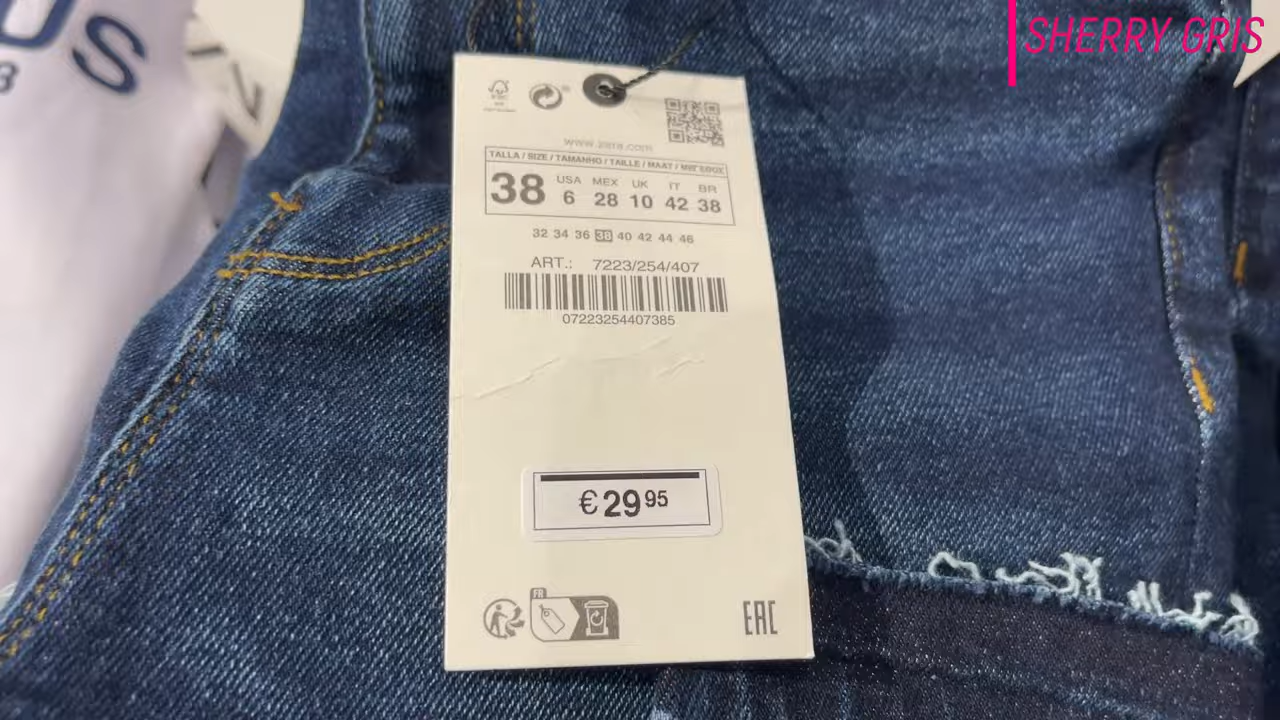 SHERRY GRIS
S
3
www.zara.com
TALLA / SIZE / TAMANHO / TAILLE / MAAT /
38
USA MEX UK IT BR
6 28 10 42 38
32 34 36 38 40 42 44 46
ART.: 7223/254/407
07223254407385
€ 29 95
FR
EAC